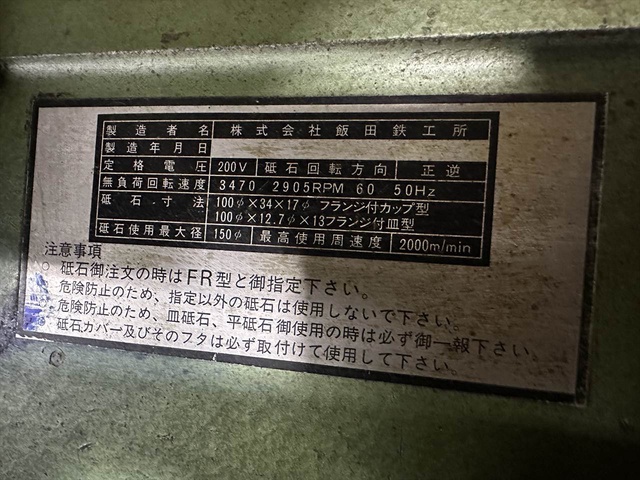 製造者名 株式会社飯田鉄工所
製造年月日
定格電圧 200V 砥石回転方向 正逆
無負荷回転速度 3470/2905RPM 60/50Hz
砥石寸法 100φ×34×17φ フランジ付カップ型
100φ×12.7φ×13フランジ付皿型
砥石使用最大径 150φ 最高使用周速度 2000m/min
注意事項
砥石御注文の時はFR型と御指定下さい。
危険防止のため、指定以外の砥石は使用しないで下さい。
危険防止のため、皿砥石、平砥石御使用の時は必ず御一報下さい。
砥石カバー及びそのフタは必ず取付けて使用して下さい。